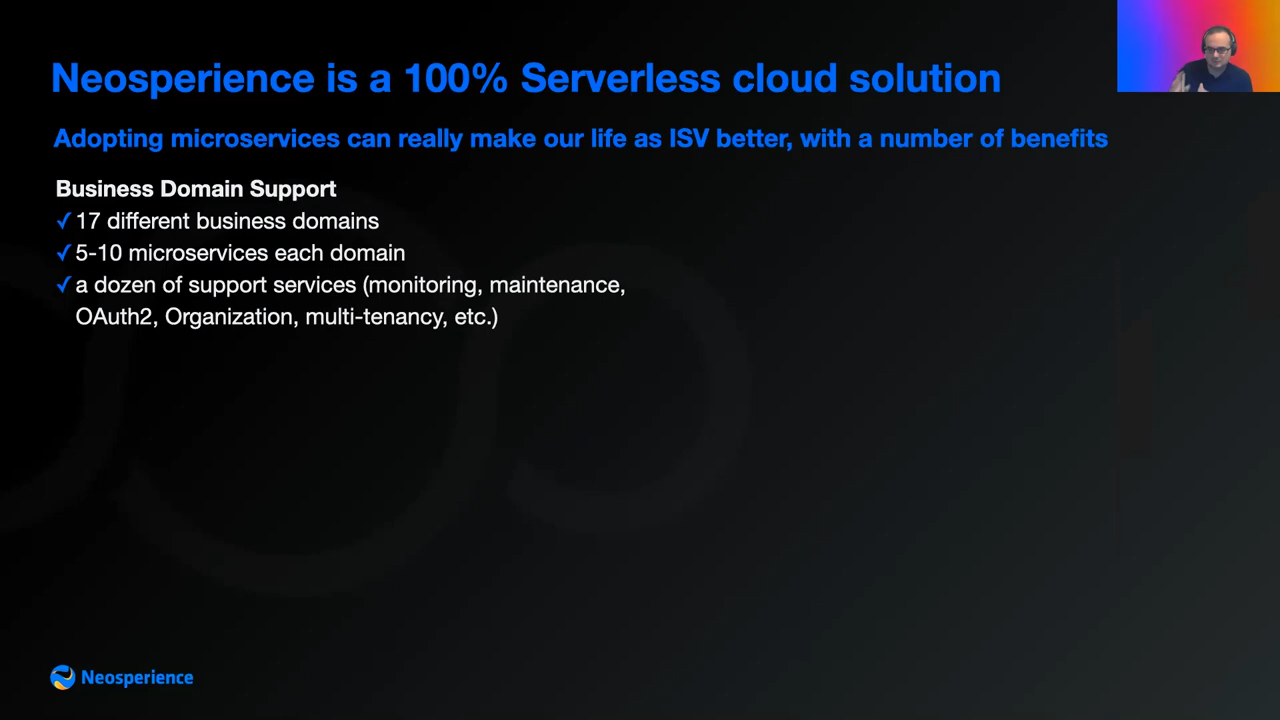 Neosperience is a 100% Serverless cloud solution
Adopting microservices can really make our life as ISV better, with a number of benefits
Business Domain Support
✓ 17 different business domains
✓ 5-10 microservices each domain
✓ a dozen of support services (monitoring, maintenance,
OAuth2, Organization, multi-tenancy, etc.)
Neosperience